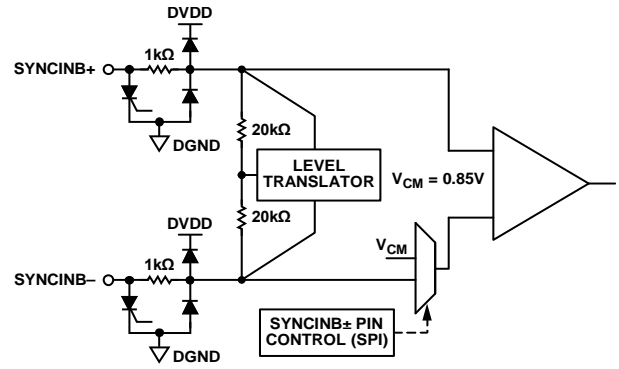 DVDD
1kΩ
SYNCINB+
20kΩ
DGND
LEVEL
TRANSLATOR
V_CM = 0.85V
20kΩ
DVDD
1kΩ
V_CM
SYNCINB–
SYNCINB± PIN
CONTROL (SPI)
DGND